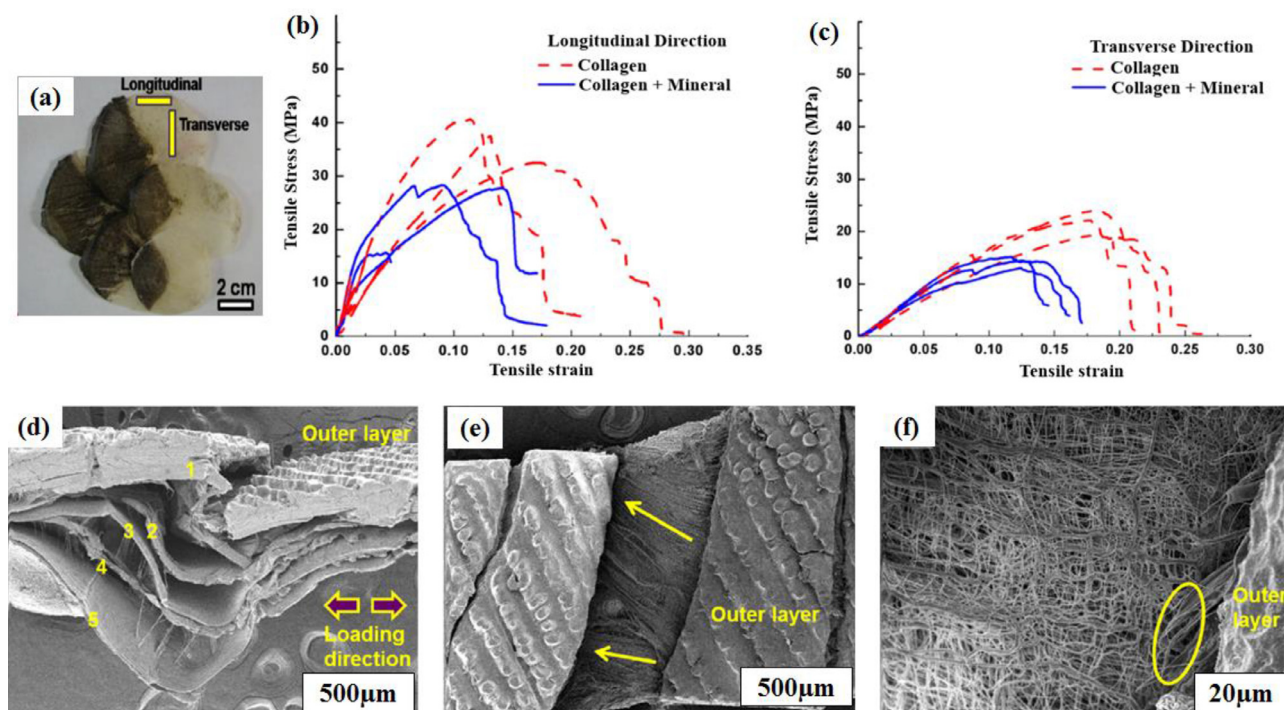 (a)
Longitudinal
Transverse
2 cm
(b)
Longitudinal Direction
Collagen
Collagen + Mineral
Tensile Stress (MPa)
50
40
30
20
10
0
0.00 0.05 0.10 0.15 0.20 0.25 0.30 0.35
Tensile strain
(c)
Transverse Direction
Collagen
Collagen + Mineral
Tensile Stress (MPa)
50
40
30
20
10
0
0.00 0.05 0.10 0.15 0.20 0.25 0.30
Tensile strain
(d)
Outer layer
1
3 2
4
5
Loading
direction
500μm
(e)
Outer layer
500μm
(f)
Outer
layer
20μm